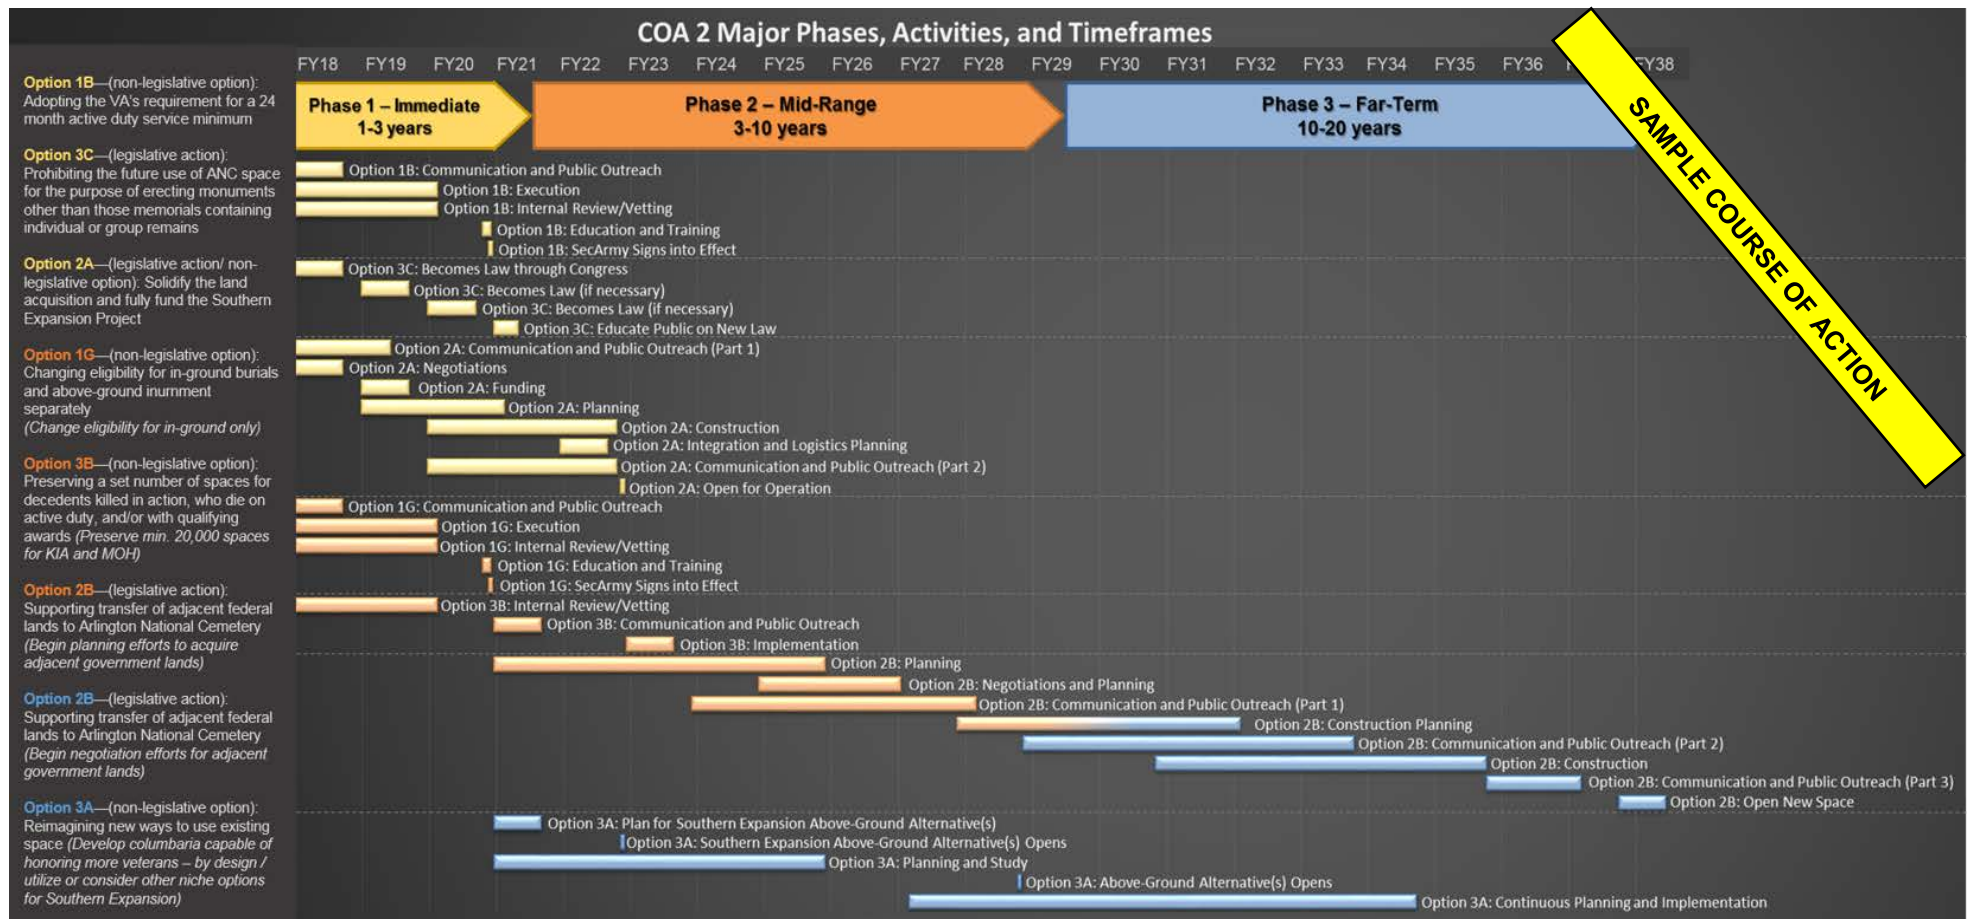 COA 2 Major Phases, Activities, and Timeframes
FY18 FY19 FY20 FY21 FY22 FY23 FY24 FY25 FY26 FY27 FY28 FY29 FY30 FY31 FY32 FY33 FY34 FY35 FY36 FY38
SAMPLE COURSE OF ACTION
Phase 1 – Immediate
1-3 years
Phase 2 – Mid-Range
3-10 years
Phase 3 – Far-Term
10-20 years
Option 1B—(non-legislative option):
Adopting the VA's requirement for a 24
month active duty service minimum
Option 3C—(legislative action):
Prohibiting the future use of ANC space
for the purpose of erecting monuments
other than those memorials containing
individual or group remains
Option 2A—(legislative action/ non-
legislative option): Solidify the land
acquisition and fully fund the Southern
Expansion Project
Option 1G—(non-legislative option):
Changing eligibility for in-ground burials
and above-ground inurnment
separately
(Change eligibility for in-ground only)
Option 3B—(non-legislative option):
Preserving a set number of spaces for
decedents killed in action, who die on
active duty, and/or with qualifying
awards (Preserve min. 20,000 spaces
for KIA and MOH)
Option 2B—(legislative action):
Supporting transfer of adjacent federal
lands to Arlington National Cemetery
(Begin planning efforts to acquire
adjacent government lands)
Option 2B—(legislative action):
Supporting transfer of adjacent federal
lands to Arlington National Cemetery
(Begin negotiation efforts for adjacent
government lands)
Option 3A—(non-legislative option):
Reimagining new ways to use existing
space (Develop columbaria capable of
honoring more veterans – by design /
utilize or consider other niche options
for Southern Expansion)
Option 1B: Communication and Public Outreach
Option 1B: Execution
Option 1B: Internal Review/Vetting
Option 1B: Education and Training
Option 1B: SecArmy Signs into Effect
Option 3C: Becomes Law through Congress
Option 3C: Becomes Law (if necessary)
Option 3C: Becomes Law (if necessary)
Option 3C: Educate Public on New Law
Option 2A: Communication and Public Outreach (Part 1)
Option 2A: Negotiations
Option 2A: Funding
Option 2A: Planning
Option 2A: Construction
Option 2A: Integration and Logistics Planning
Option 2A: Communication and Public Outreach (Part 2)
Option 2A: Open for Operation
Option 1G: Communication and Public Outreach
Option 1G: Execution
Option 1G: Internal Review/Vetting
Option 1G: Education and Training
Option 1G: SecArmy Signs into Effect
Option 3B: Internal Review/Vetting
Option 3B: Communication and Public Outreach
Option 3B: Implementation
Option 2B: Planning
Option 2B: Negotiations and Planning
Option 2B: Communication and Public Outreach (Part 1)
Option 2B: Construction Planning
Option 2B: Communication and Public Outreach (Part 2)
Option 2B: Construction
Option 2B: Communication and Public Outreach (Part 3)
Option 2B: Open New Space
Option 3A: Plan for Southern Expansion Above-Ground Alternative(s)
Option 3A: Southern Expansion Above-Ground Alternative(s) Opens
Option 3A: Planning and Study
Option 3A: Above-Ground Alternative(s) Opens
Option 3A: Continuous Planning and Implementation